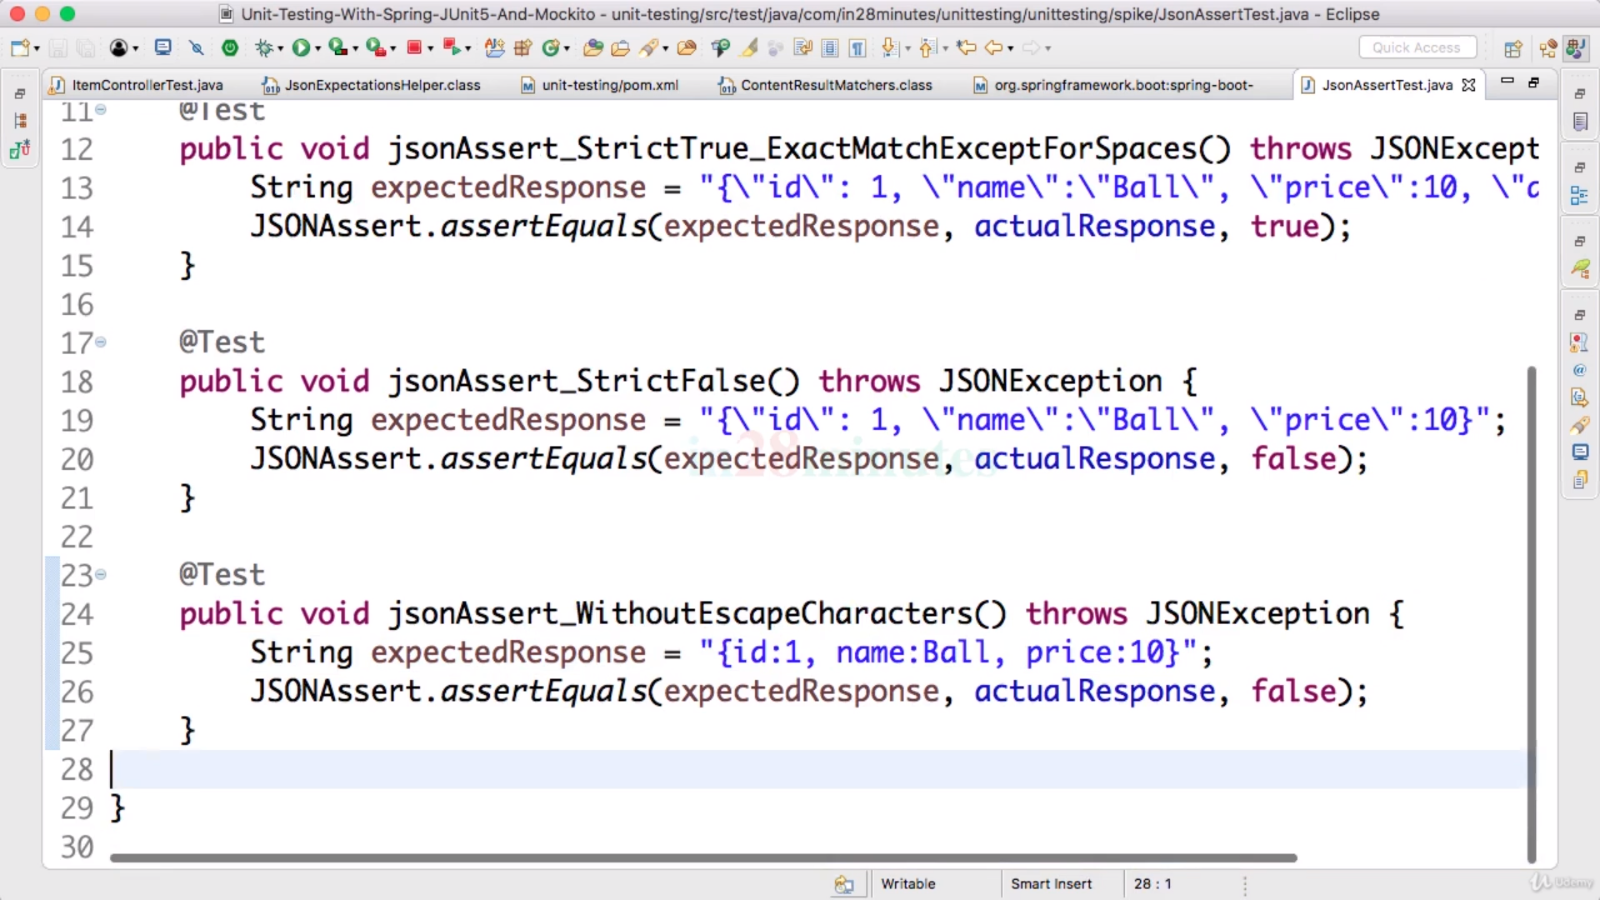 Unit-Testing-With-Spring-JUnit5-And-Mockito - unit-testing/src/test/java/com/in28minutes/unittesting/unittesting/spike/JsonAssertTest.java - Eclipse
Quick Access
ItemControllerTest.java JsonExpectationsHelper.class unit-testing/pom.xml ContentResultMatchers.class org.springframework.boot:spring-boot- JsonAssertTest.java
11 @Test
12 public void jsonAssert_StrictTrue_ExactMatchExceptForSpaces() throws JSONExcept
13 String expectedResponse = "{\"id\": 1, \"name\":\"Ball\", \"price\":10, \"
14 JSONAssert.assertEquals(expectedResponse, actualResponse, true);
15 }
16
17 @Test
18 public void jsonAssert_StrictFalse() throws JSONException {
19 String expectedResponse = "{\"id\": 1, \"name\":\"Ball\", \"price\":10}";
20 JSONAssert.assertEquals(expectedResponse, actualResponse, false);
in28minutes
21 }
22
23 @Test
24 public void jsonAssert_WithoutEscapeCharacters() throws JSONException {
25 String expectedResponse = "{id:1, name:Ball, price:10}";
26 JSONAssert.assertEquals(expectedResponse, actualResponse, false);
27 }
28
29 }
30
Writable Smart Insert 28 : 1
Udemy